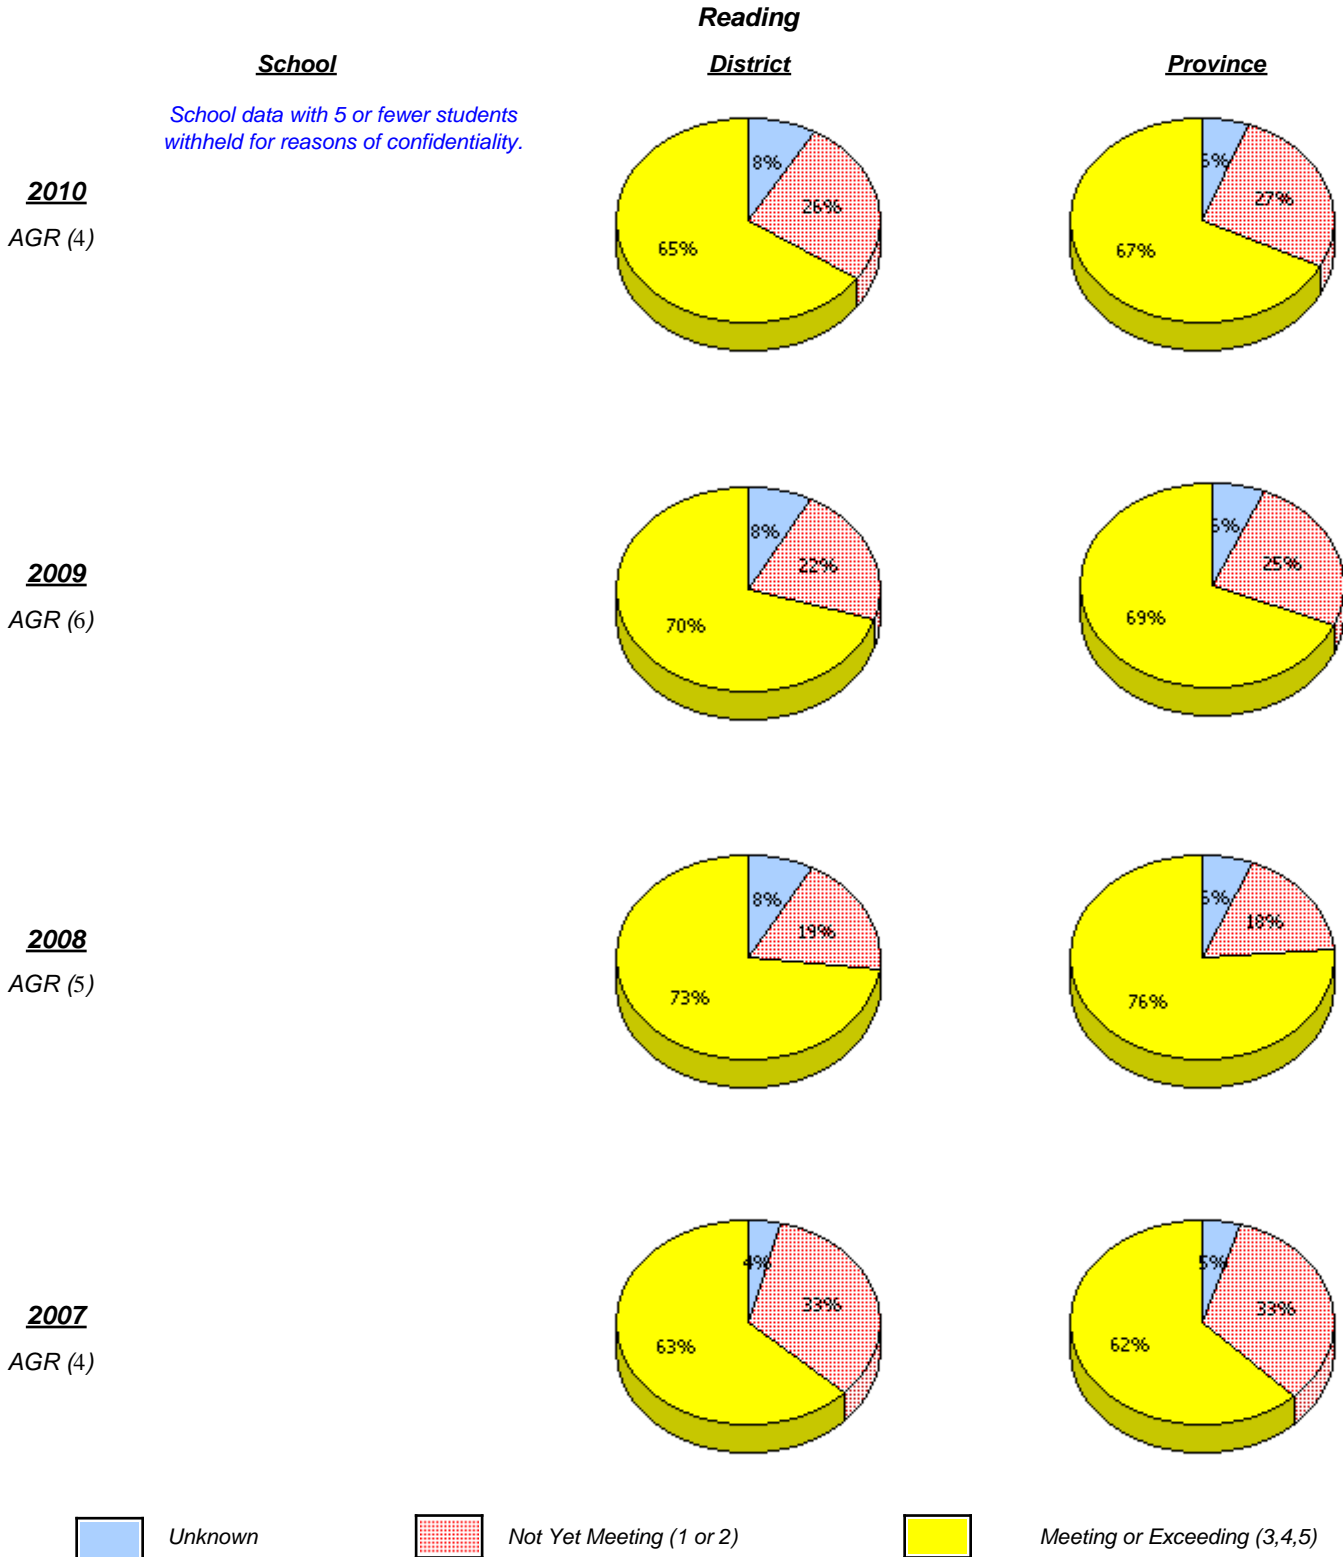 Reading
School
District
Province
School data with 5 or fewer students
withheld for reasons of confidentiality.
2010
AGR (4)
8%
26%
65%
27%
67%
2009
AGR (6)
8%
22%
70%
25%
69%
2008
AGR (5)
8%
19%
73%
18%
76%
2007
AGR (4)
4%
33%
63%
5%
33%
62%
Unknown
Not Yet Meeting (1 or 2)
Meeting or Exceeding (3,4,5)